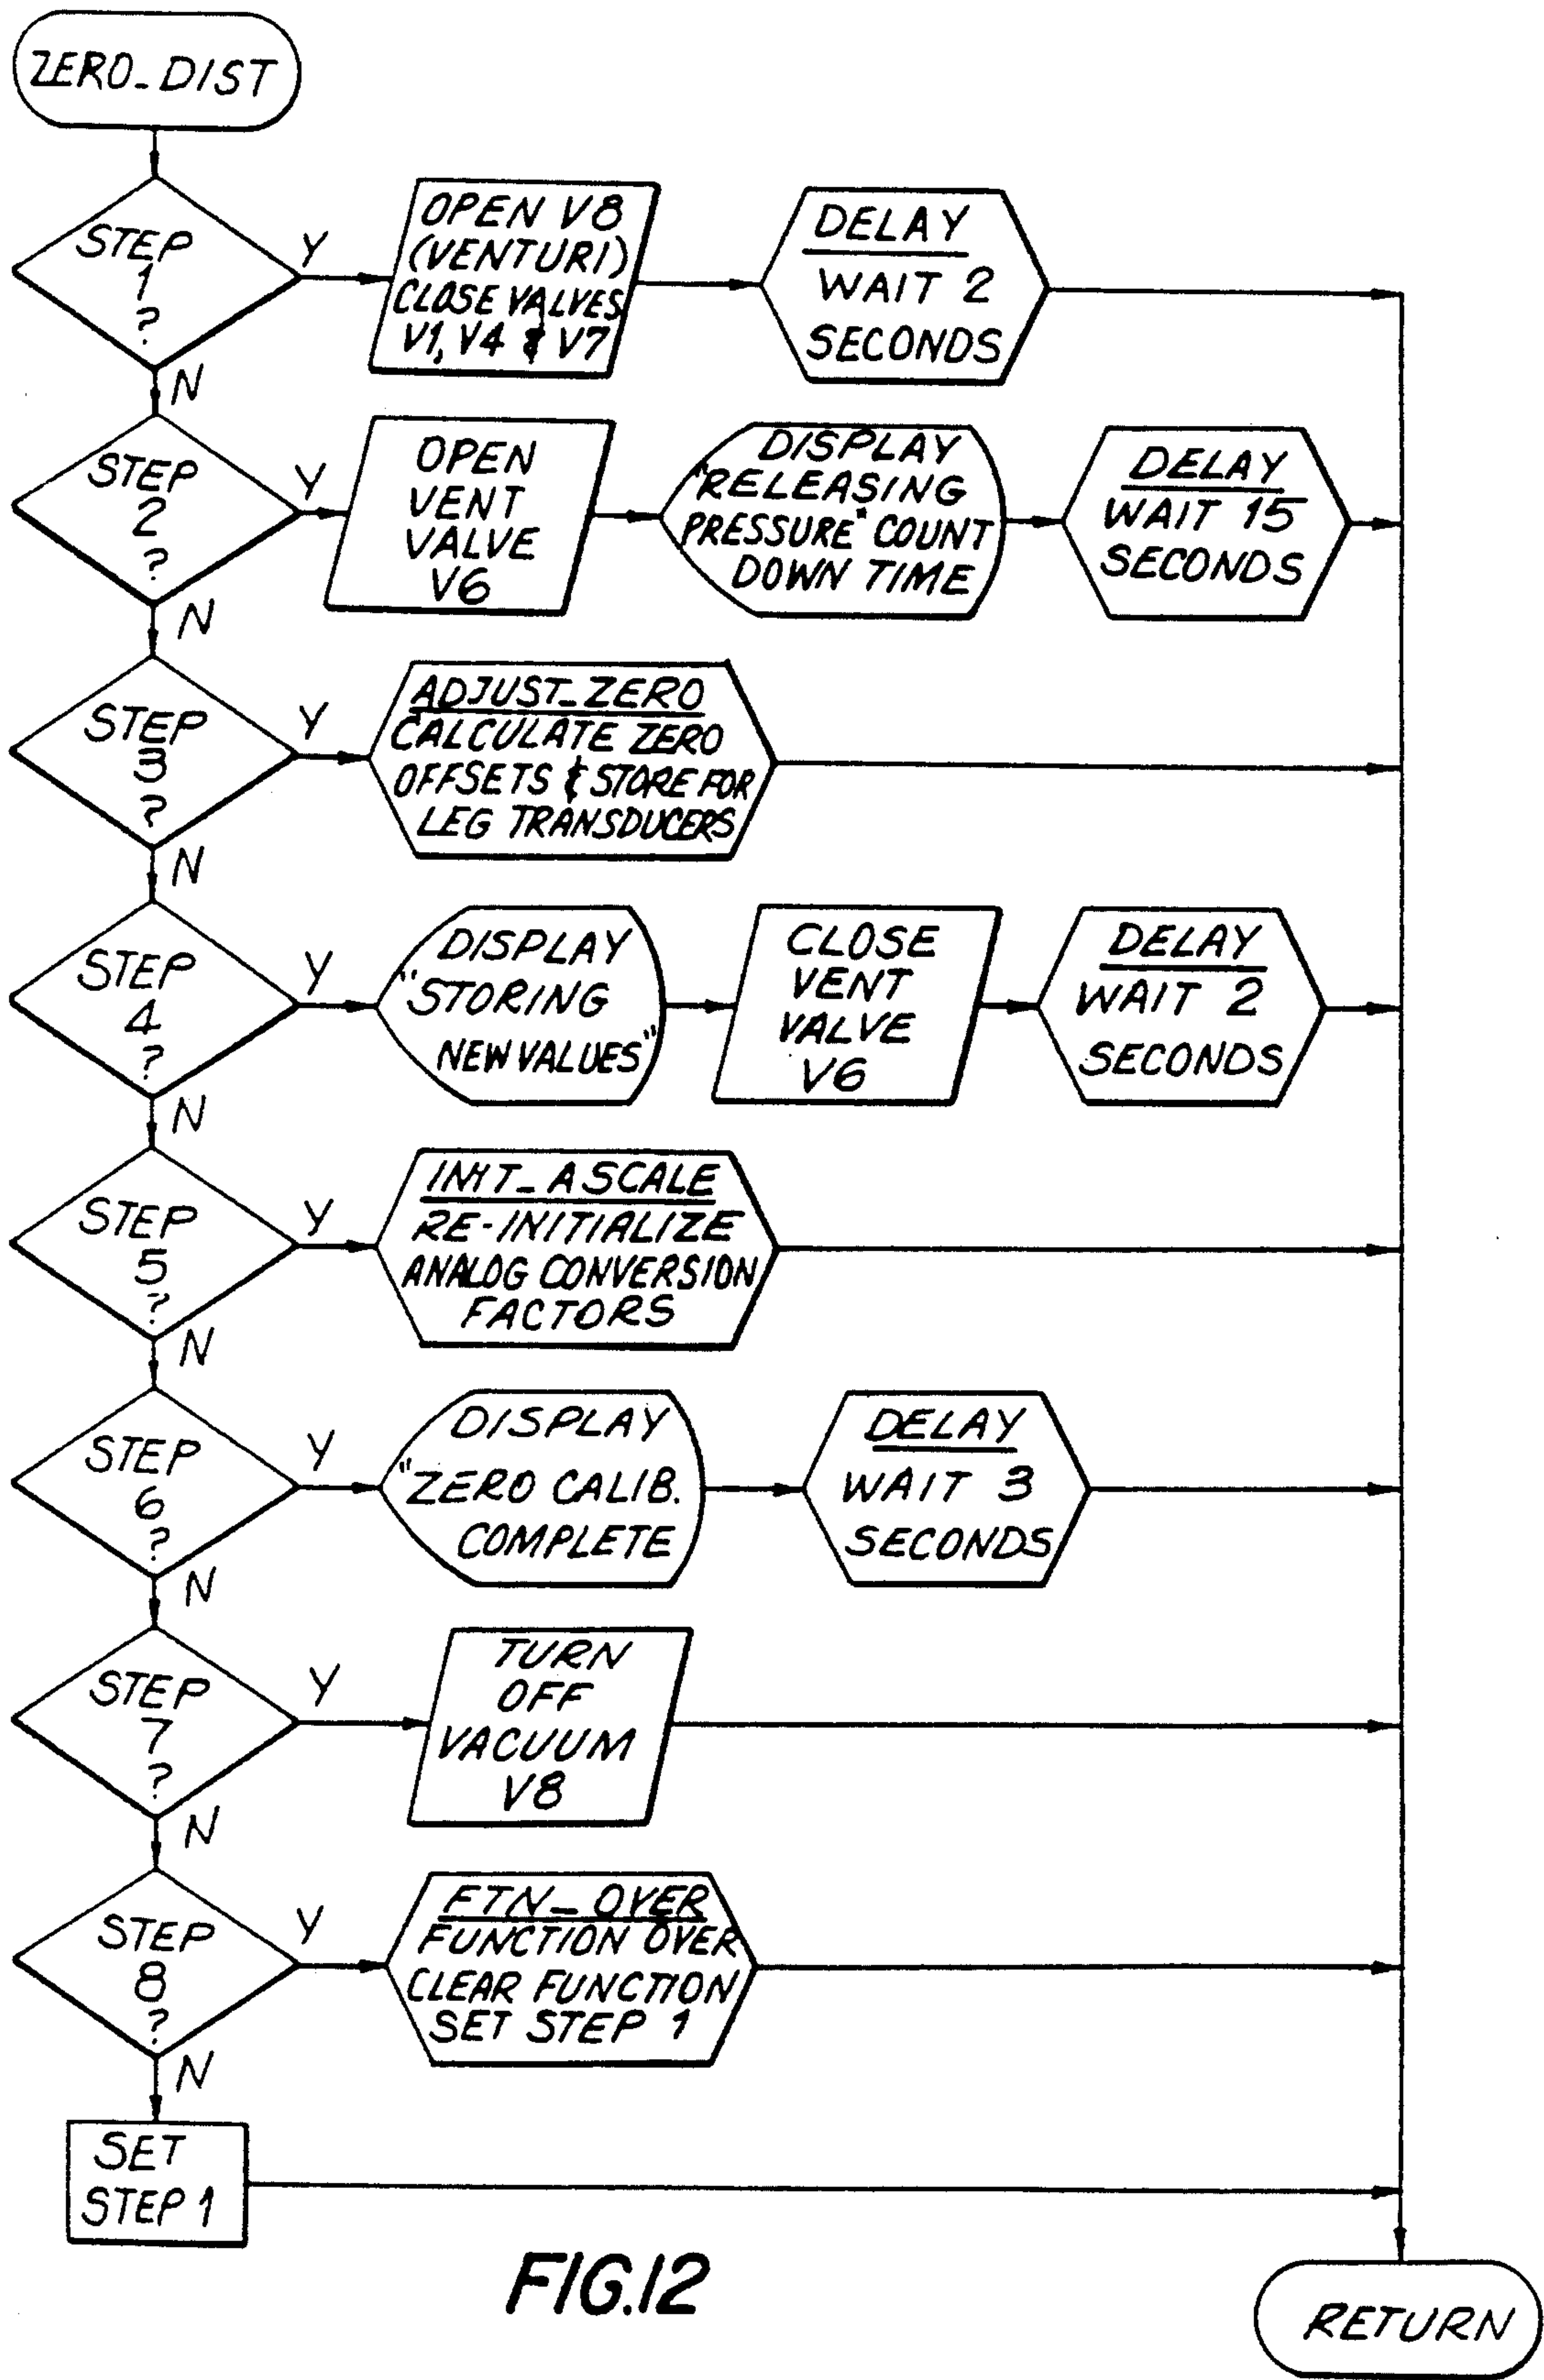 ZERO_DIST
STEP
1
?
Y
OPEN V8
(VENTURI)
CLOSE VALVES
V1, V4 & V7
DELAY
WAIT 2
SECONDS
N
STEP
2
?
Y
OPEN
VENT
VALVE
V6
DISPLAY
"RELEASING
PRESSURE" COUNT
DOWN TIME
DELAY
WAIT 15
SECONDS
N
STEP
3
?
Y
ADJUST_ZERO
CALCULATE ZERO
OFFSETS & STORE FOR
LEG TRANSDUCERS
N
STEP
4
?
Y
DISPLAY
"STORING
NEW VALUES"
CLOSE
VENT
VALVE
V6
DELAY
WAIT 2
SECONDS
N
STEP
5
?
Y
INIT_ASCALE
RE-INITIALIZE
ANALOG CONVERSION
FACTORS
N
STEP
6
?
Y
DISPLAY
"ZERO CALIB.
COMPLETE
DELAY
WAIT 3
SECONDS
N
STEP
7
?
Y
TURN
OFF
VACUUM
V8
N
STEP
8
?
Y
FTN_OVER
FUNCTION OVER
CLEAR FUNCTION
SET STEP 1
N
SET
STEP 1
FIG.12
RETURN